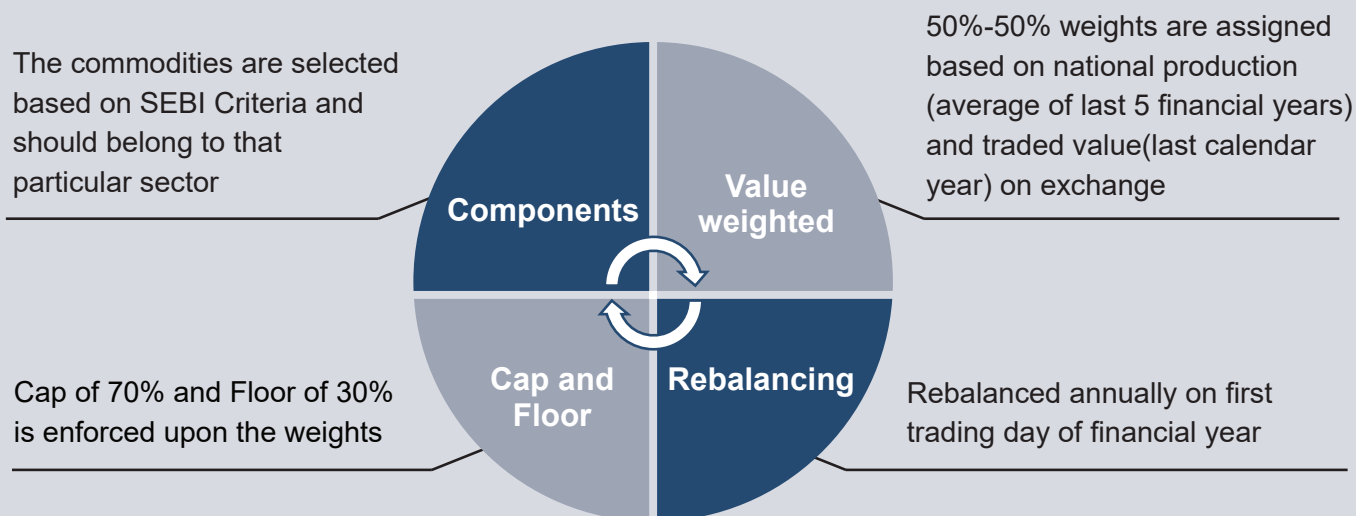 The commodities are selected
based on SEBI Criteria and
should belong to that
particular sector
50%-50% weights are assigned
based on national production
(average of last 5 financial years)
and traded value(last calendar
year) on exchange
Components
Value
weighted
Cap and
Floor
Rebalancing
Cap of 70% and Floor of 30%
is enforced upon the weights
Rebalanced annually on first
trading day of financial year